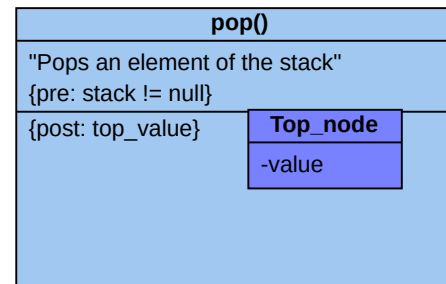 pop()
"Pops an element of the stack"
{pre: stack != null}
{post: top_value}
Top_node
-value